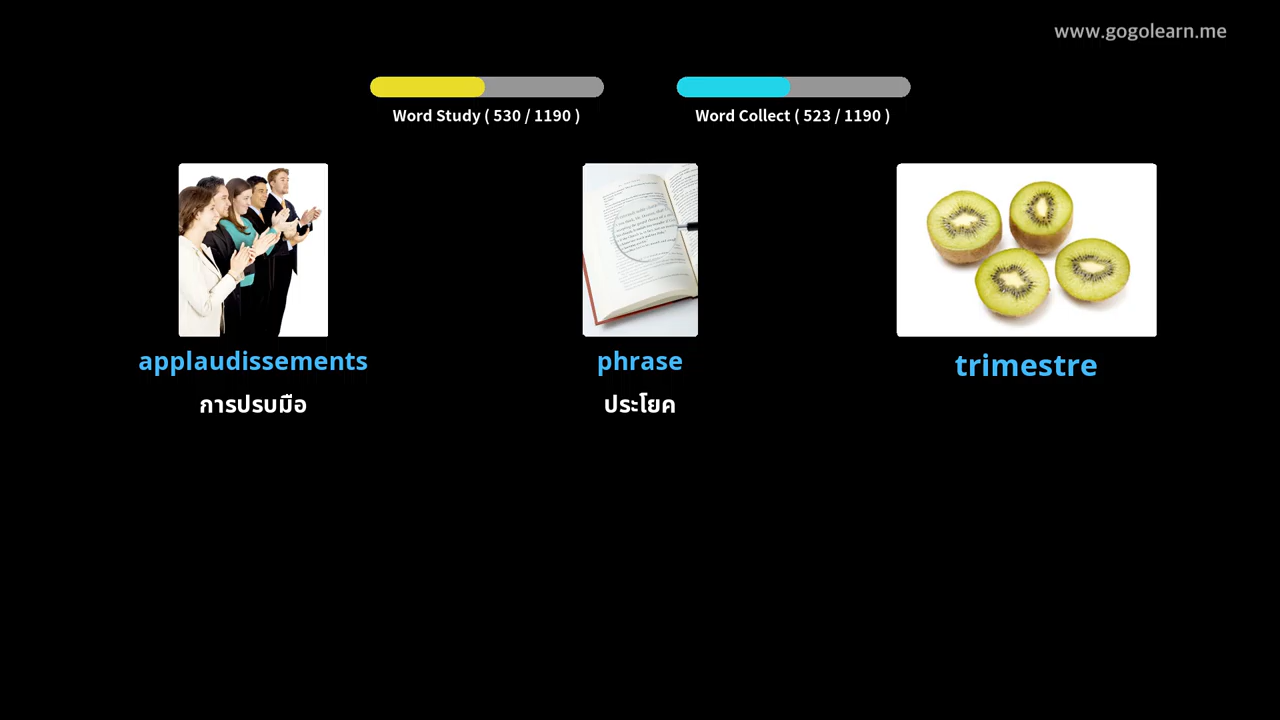 www.gogolearn.me
Word Study ( 530 / 1190 )
Word Collect ( 523 / 1190 )
applaudissements
phrase
trimestre
การปรบมือ
ประโยค